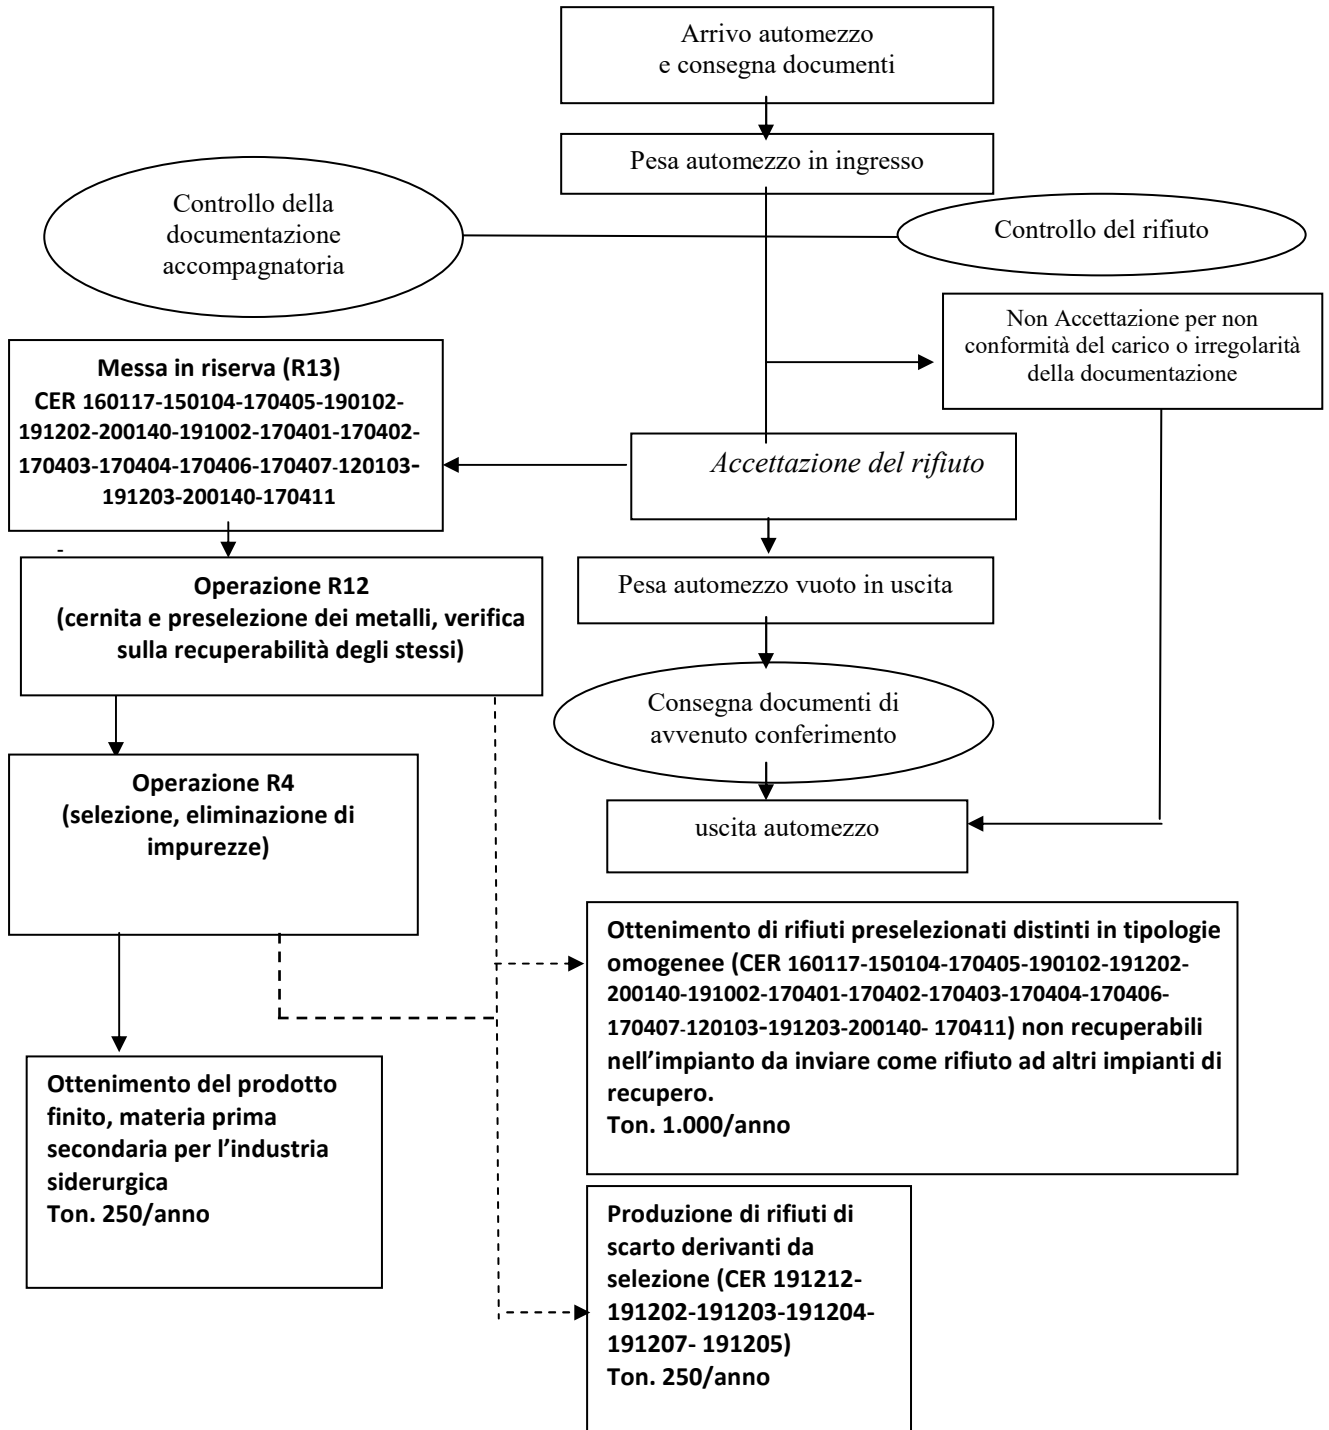 Arrivo automezzo
e consegna documenti
Pesa automezzo in ingresso
Controllo della
documentazione
accompagnatoria
Controllo del rifiuto
Non Accettazione per non
conformità del carico o irregolarità
della documentazione
Messa in riserva (R13)
CER 160117-150104-170405-190102-
191202-200140-191002-170401-170402-
170403-170404-170406-170407-120103-
191203-200140-170411
Accettazione del rifiuto
-
Operazione R12
(cernita e preselezione dei metalli, verifica
sulla recuperabilità degli stessi)
Pesa automezzo vuoto in uscita
Consegna documenti di
avvenuto conferimento
Operazione R4
(selezione, eliminazione di
impurezze)
uscita automezzo
Ottenimento di rifiuti preselezionati distinti in tipologie
omogenee (CER 160117-150104-170405-190102-191202-
200140-191002-170401-170402-170403-170404-170406-
170407-120103-191203-200140- 170411) non recuperabili
nell’impianto da inviare come rifiuto ad altri impianti di
recupero.
Ton. 1.000/anno
Ottenimento del prodotto
finito, materia prima
secondaria per l’industria
siderurgica
Ton. 250/anno
Produzione di rifiuti di
scarto derivanti da
selezione (CER 191212-
191202-191203-191204-
191207- 191205)
Ton. 250/anno